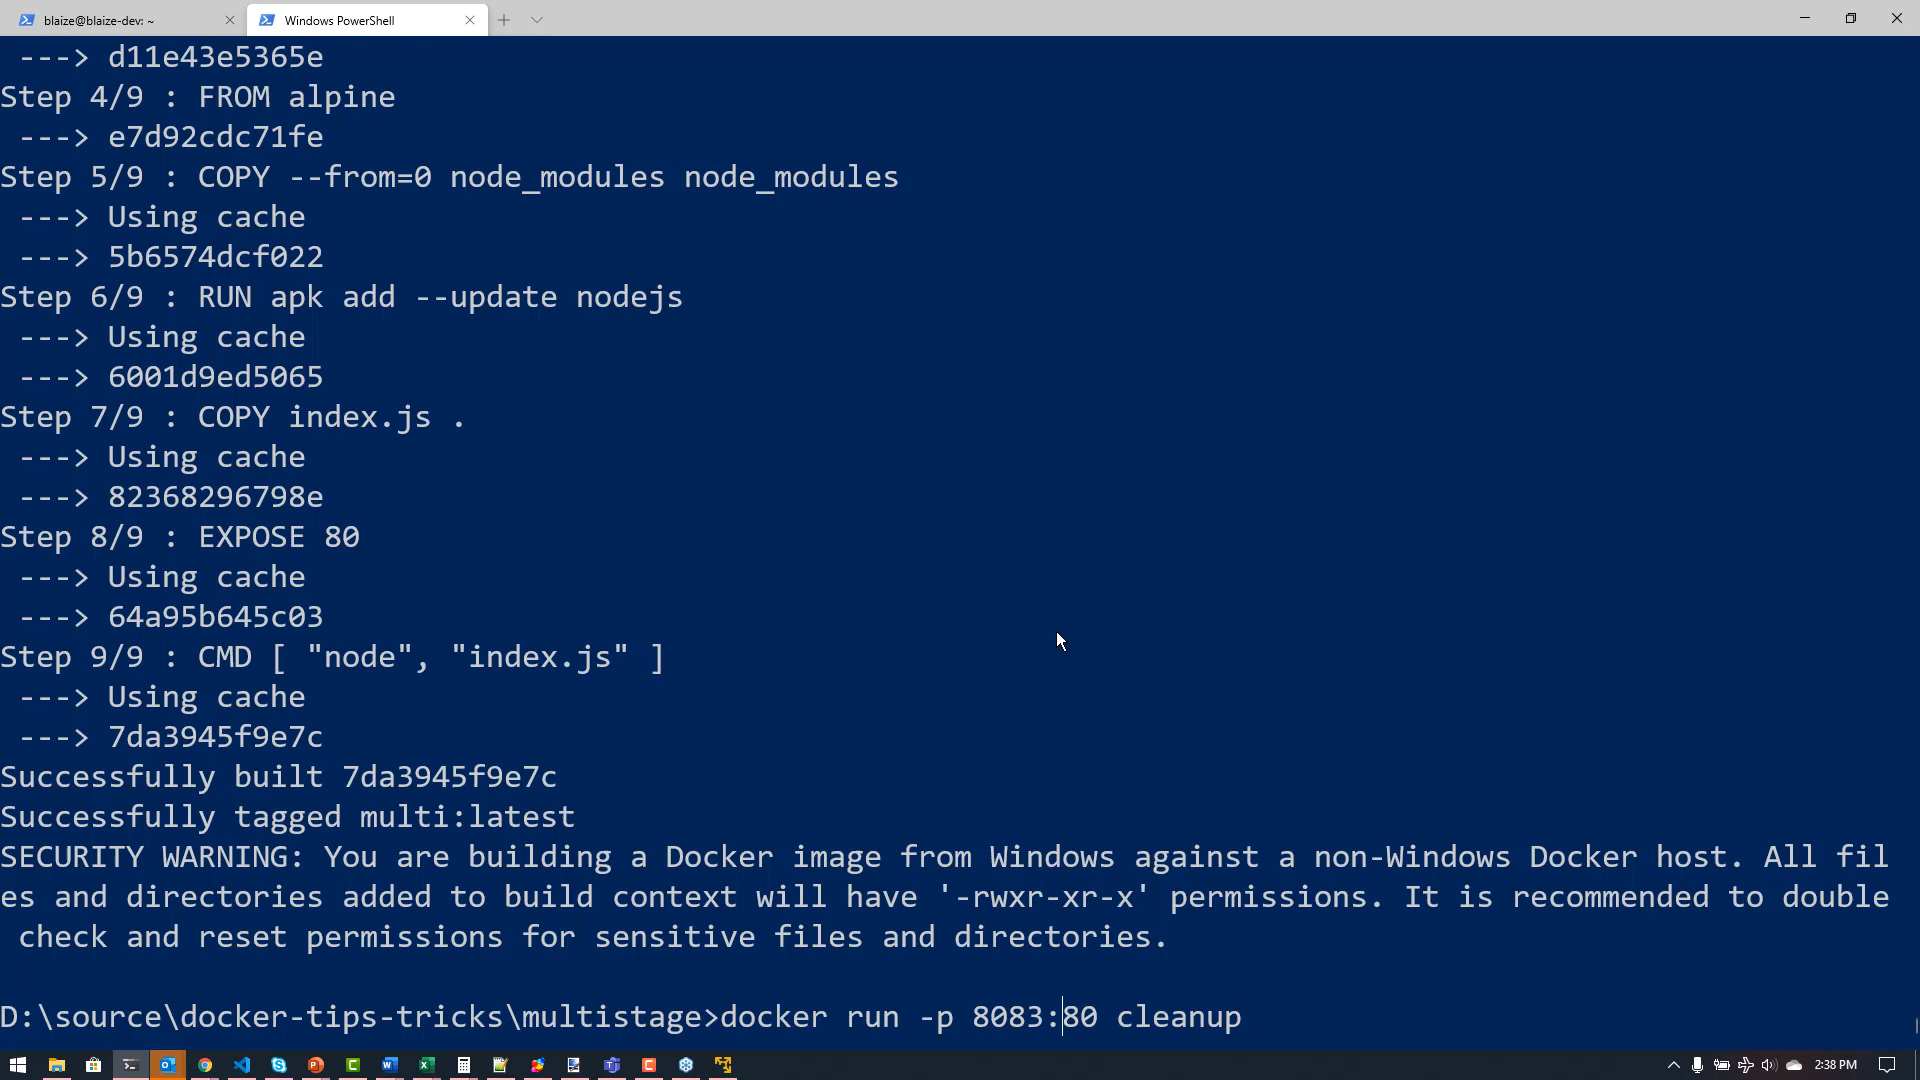 blaize@blaize-dev: ~
Windows PowerShell
---> d11e43e5365e
Step 4/9 : FROM alpine
---> e7d92cdc71fe
Step 5/9 : COPY --from=0 node_modules node_modules
---> Using cache
---> 5b6574dcf022
Step 6/9 : RUN apk add --update nodejs
---> Using cache
---> 6001d9ed5065
Step 7/9 : COPY index.js .
---> Using cache
---> 82368296798e
Step 8/9 : EXPOSE 80
---> Using cache
---> 64a95b645c03
Step 9/9 : CMD [ "node", "index.js" ]
---> Using cache
---> 7da3945f9e7c
Successfully built 7da3945f9e7c
Successfully tagged multi:latest
SECURITY WARNING: You are building a Docker image from Windows against a non-Windows Docker host. All fil
es and directories added to build context will have '-rwxr-xr-x' permissions. It is recommended to double
check and reset permissions for sensitive files and directories.
D:\source\docker-tips-tricks\multistage>docker run -p 8083:80 cleanup
2:38 PM